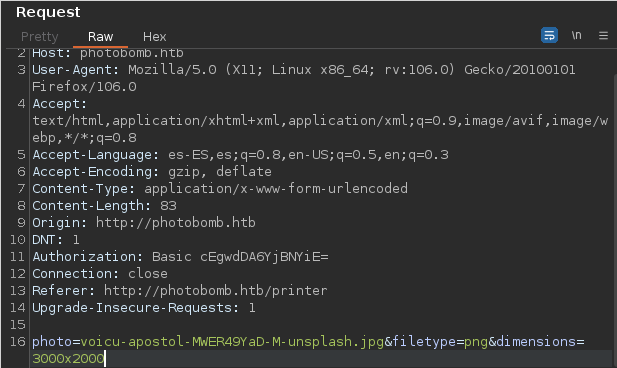 Request
Pretty Raw Hex \n
2 Host: photobomb.htb
3 User-Agent: Mozilla/5.0 (X11; Linux x86_64; rv:106.0) Gecko/20100101
Firefox/106.0
4 Accept:
text/html,application/xhtml+xml,application/xml;q=0.9,image/avif,image/w
ebp,*/*;q=0.8
5 Accept-Language: es-ES,es;q=0.8,en-US;q=0.5,en;q=0.3
6 Accept-Encoding: gzip, deflate
7 Content-Type: application/x-www-form-urlencoded
8 Content-Length: 83
9 Origin: http://photobomb.htb
10 DNT: 1
11 Authorization: Basic cEgwdDA6YjBNYiE=
12 Connection: close
13 Referer: http://photobomb.htb/printer
14 Upgrade-Insecure-Requests: 1
15
16 photo=voicu-apostol-MWER49YaD-M-unsplash.jpg&filetype=png&dimensions=
3000x2000